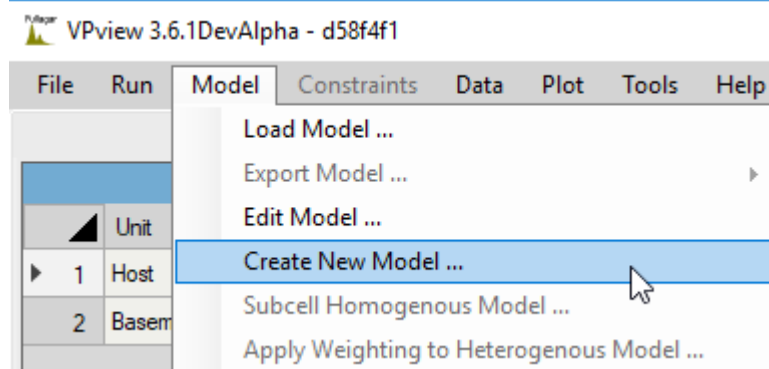 VPview 3.6.1DevAlpha - d58f4f1
File Run Model Constraints Data Plot Tools Help
Load Model ...
Export Model ...
Edit Model ...
Create New Model ...
Subcell Homogenous Model ...
Apply Weighting to Heterogenous Model ...
Unit
1 Host
2 Basem